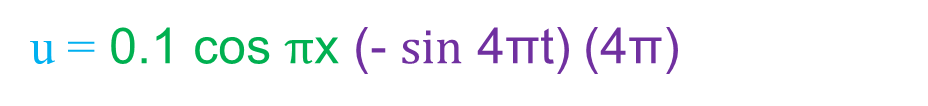 u = 0.1 cos πx (- sin 4πt) (4π)